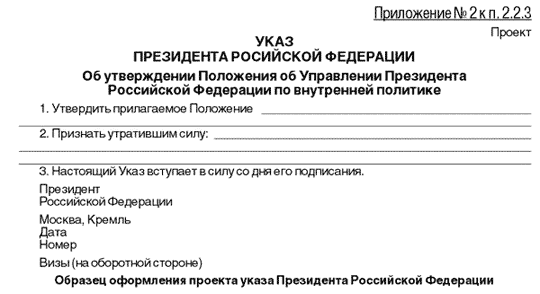 Приложение № 2 к п. 2.2.3
Проект
УКАЗ
ПРЕЗИДЕНТА РОСИЙСКОЙ ФЕДЕРАЦИИ
Об утверждении Положения об Управлении Президента
Российской Федерации по внутренней политике
1. Утвердить прилагаемое Положение
2. Признать утратившим силу:
3. Настоящий Указ вступает в силу со дня его подписания.
Президент
Российской Федерации
Москва, Кремль
Дата
Номер
Визы (на оборотной стороне)
Образец оформления проекта указа Президента Российской Федерации